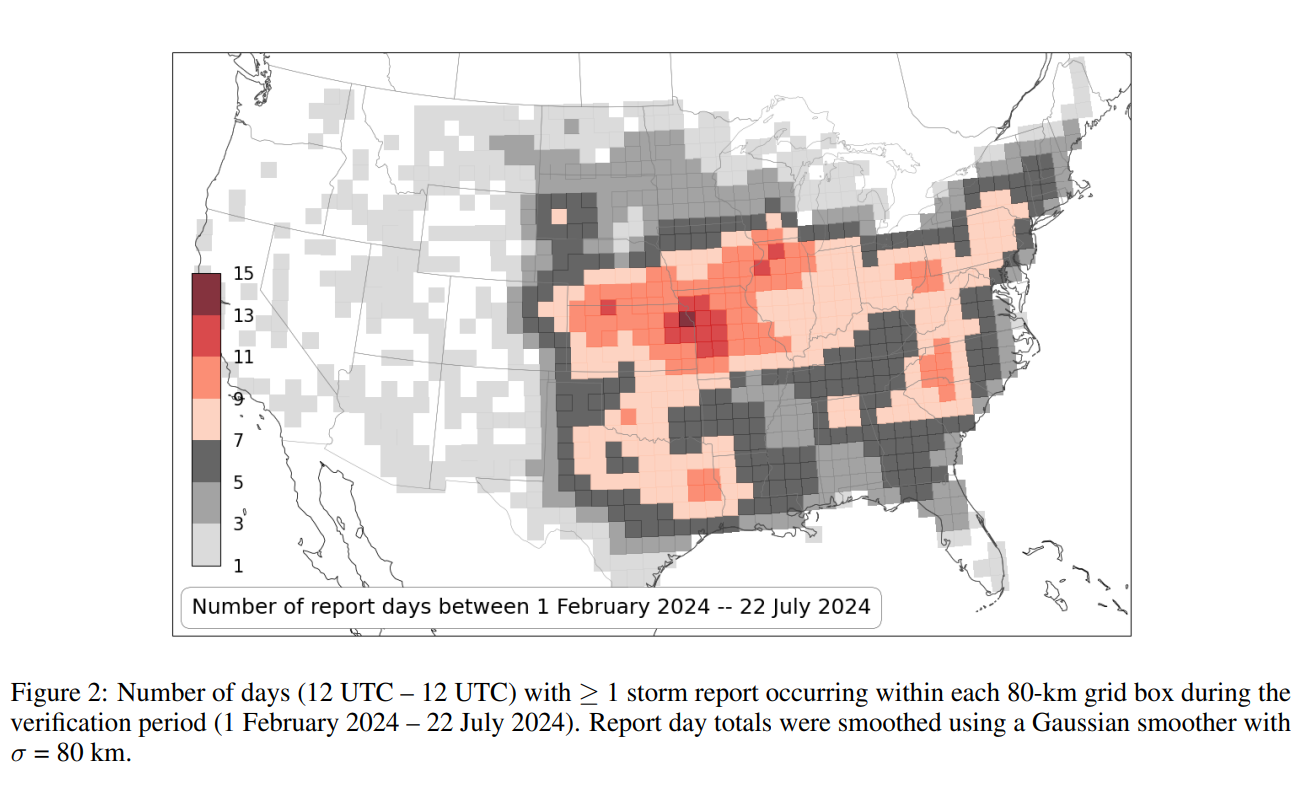 15
13
11
9
7
5
3
1
Number of report days between 1 February 2024 -- 22 July 2024
Figure 2: Number of days (12 UTC – 12 UTC) with ≥ 1 storm report occurring within each 80-km grid box during the
verification period (1 February 2024 – 22 July 2024). Report day totals were smoothed using a Gaussian smoother with
σ = 80 km.